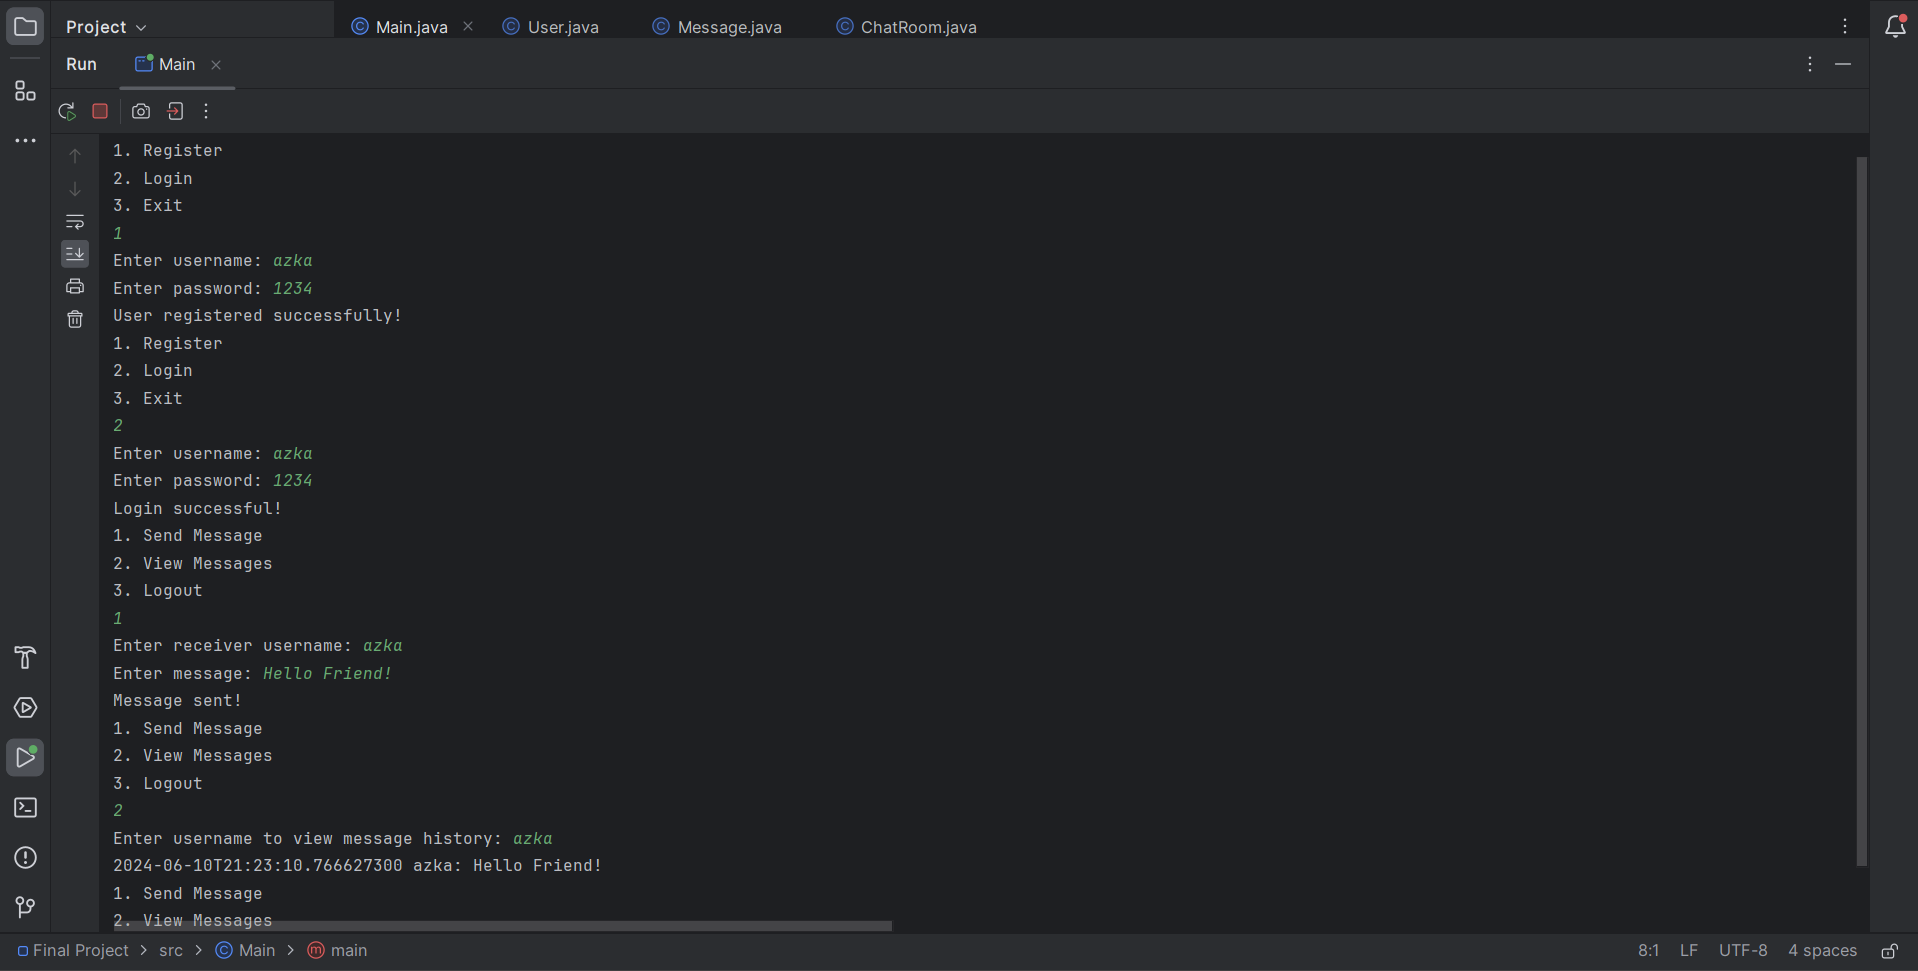 Project
Main.java User.java Message.java ChatRoom.java
Run Main
1. Register
2. Login
3. Exit
1
Enter username: azka
Enter password: 1234
User registered successfully!
1. Register
2. Login
3. Exit
2
Enter username: azka
Enter password: 1234
Login successful!
1. Send Message
2. View Messages
3. Logout
1
Enter receiver username: azka
Enter message: Hello Friend!
Message sent!
1. Send Message
2. View Messages
3. Logout
2
Enter username to view message history: azka
2024-06-10T21:23:10.766627300 azka: Hello Friend!
1. Send Message
2. View Messages
Final Project > src > Main > main 8:1 LF UTF-8 4 spaces